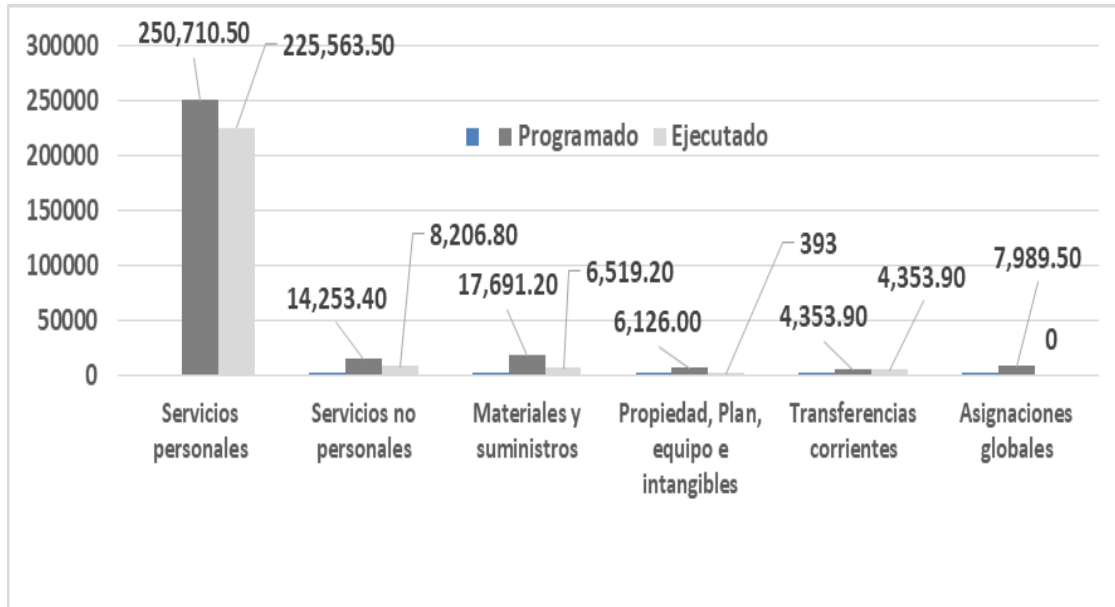 300000
250000
200000
150000
100000
50000
0
250,710.50
225,563.50
Programado
Ejecutado
14,253.40
8,206.80
17,691.20
6,519.20
6,126.00
393
4,353.90
4,353.90
7,989.50
0
Servicios
personales
Servicios no
personales
Materiales y
suministros
Propiedad, Plan,
equipo e
intangibles
Transferencias
corrientes
Asignaciones
globales